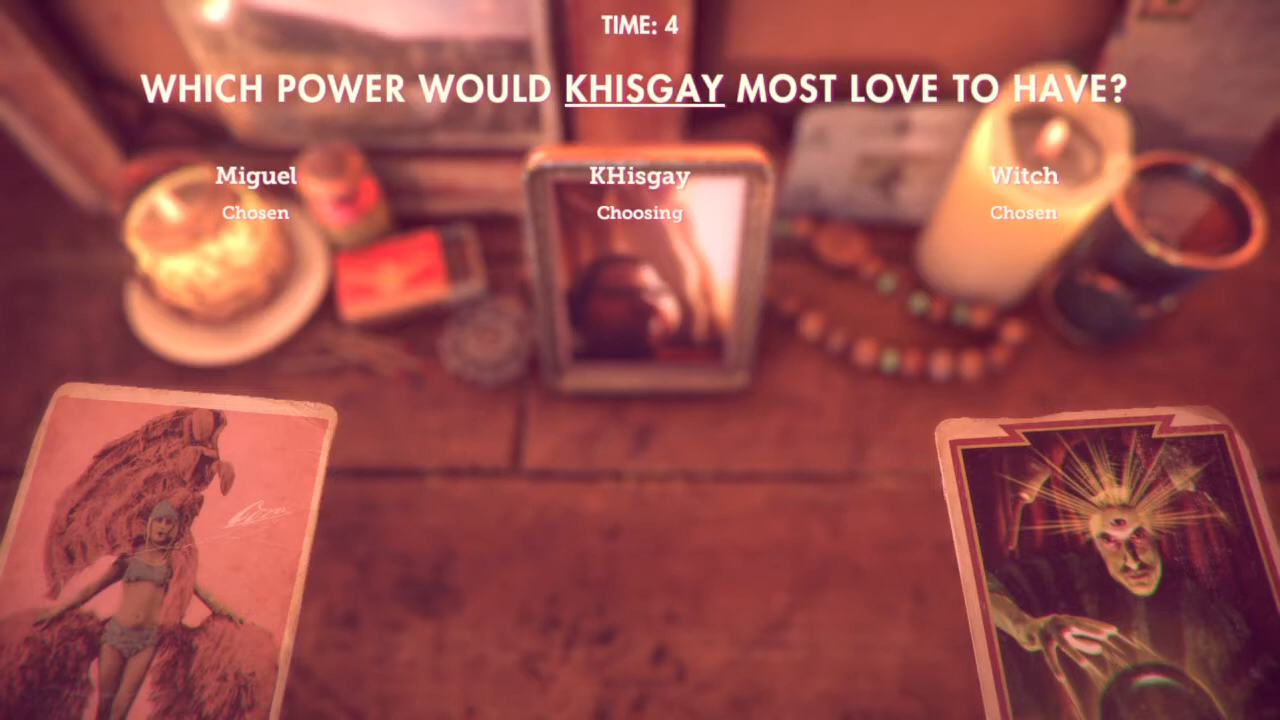 TIME: 4
WHICH POWER WOULD KHISGAY MOST LOVE TO HAVE?
Miguel KHisgay Witch
Chosen Choosing Chosen